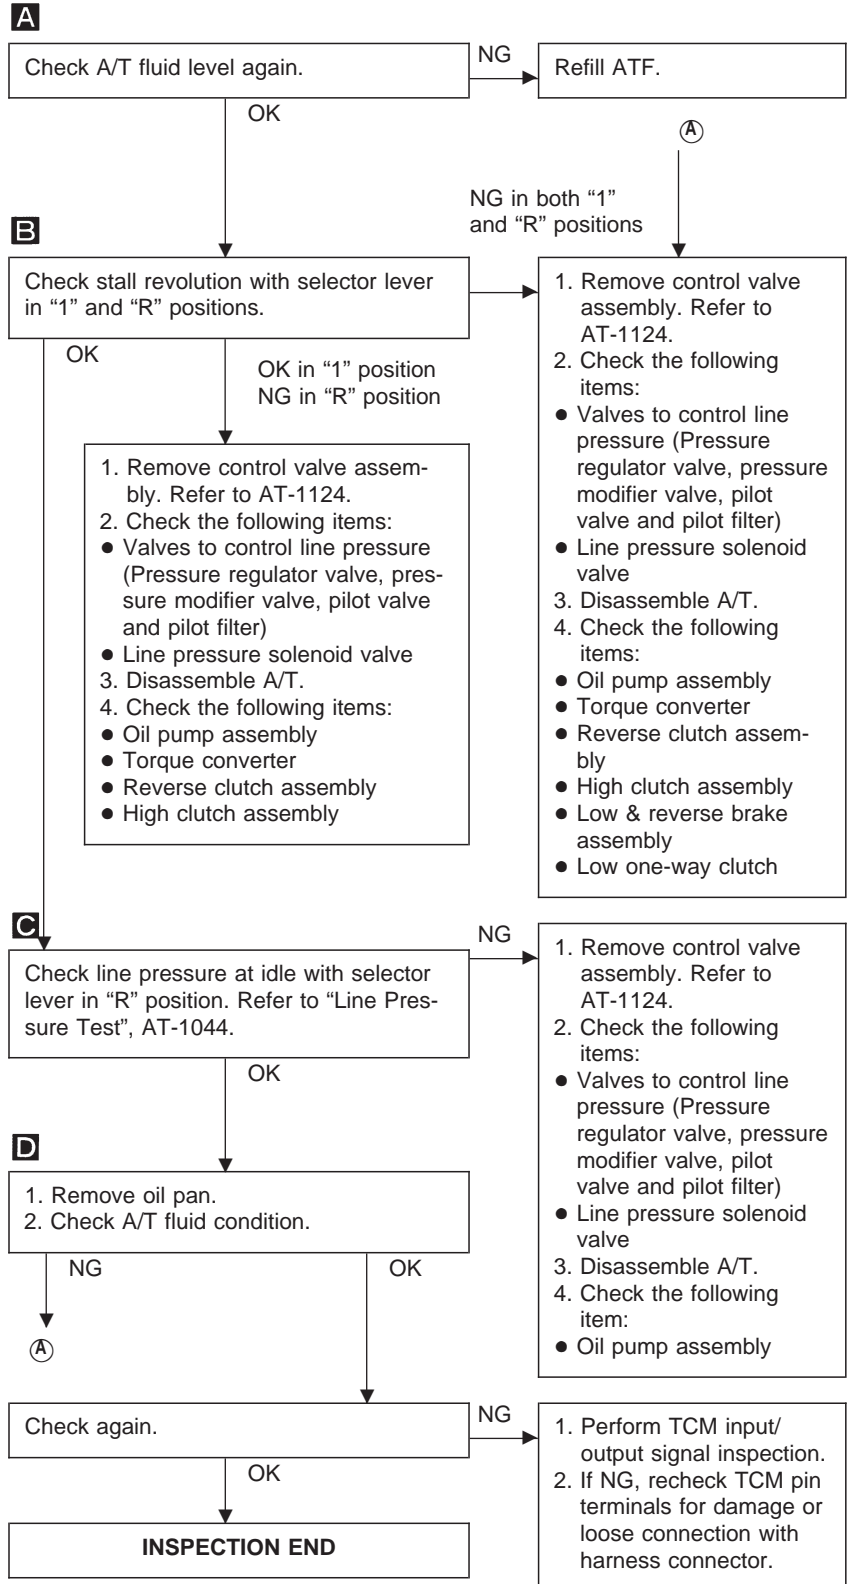 A
Check A/T fluid level again.
NG
Refill ATF.
OK
A
NG in both “1”
and “R” positions
B
Check stall revolution with selector lever
in “1” and “R” positions.
1. Remove control valve
assembly. Refer to
AT-1124.
2. Check the following
items:
● Valves to control line
pressure (Pressure
regulator valve, pressure
modifier valve, pilot
valve and pilot filter)
● Line pressure solenoid
valve
3. Disassemble A/T.
4. Check the following
items:
● Oil pump assembly
● Torque converter
● Reverse clutch assem-
bly
● High clutch assembly
● Low & reverse brake
assembly
● Low one-way clutch
OK
OK in “1” position
NG in “R” position
1. Remove control valve assem-
bly. Refer to AT-1124.
2. Check the following items:
● Valves to control line pressure
(Pressure regulator valve, pres-
sure modifier valve, pilot valve
and pilot filter)
● Line pressure solenoid valve
3. Disassemble A/T.
4. Check the following items:
● Oil pump assembly
● Torque converter
● Reverse clutch assembly
● High clutch assembly
C
Check line pressure at idle with selector
lever in “R” position. Refer to “Line Pres-
sure Test”, AT-1044.
NG
1. Remove control valve
assembly. Refer to
AT-1124.
2. Check the following
items:
● Valves to control line
pressure (Pressure
regulator valve, pressure
modifier valve, pilot
valve and pilot filter)
● Line pressure solenoid
valve
3. Disassemble A/T.
4. Check the following
item:
● Oil pump assembly
OK
D
1. Remove oil pan.
2. Check A/T fluid condition.
NG
OK
A
Check again.
NG
1. Perform TCM input/
output signal inspection.
2. If NG, recheck TCM pin
terminals for damage or
loose connection with
harness connector.
OK
INSPECTION END